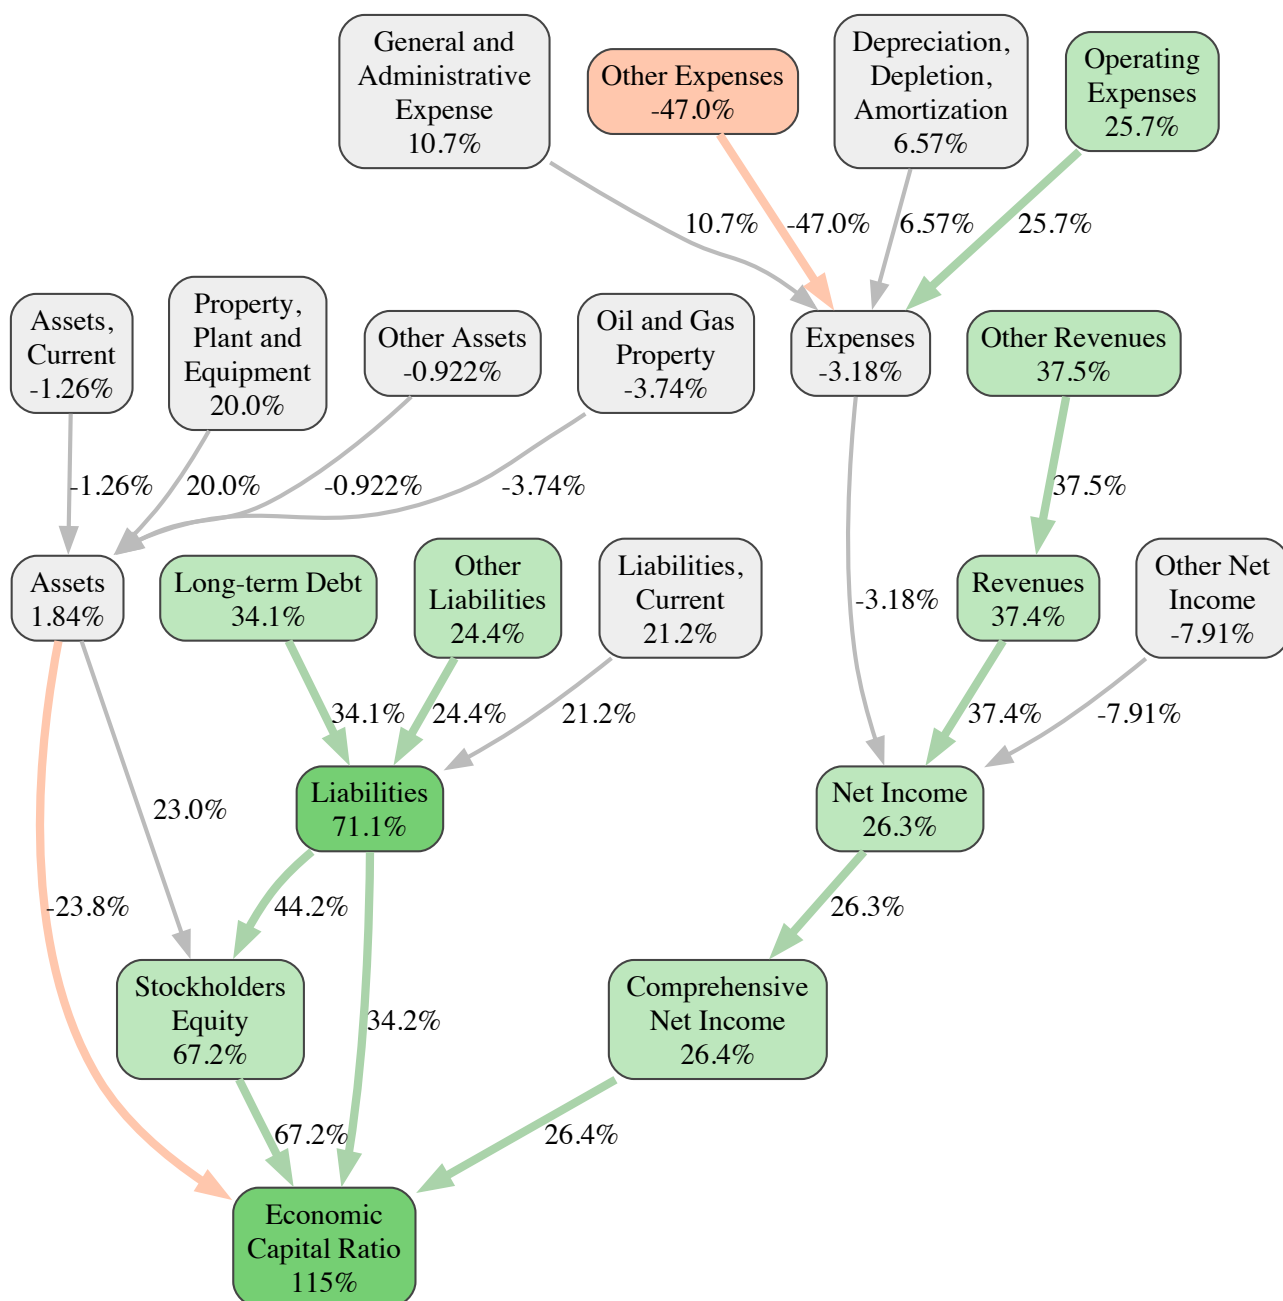 General and
Administrative
Expense
10.7%
Other Expenses
-47.0%
Depreciation,
Depletion,
Amortization
6.57%
Operating
Expenses
25.7%
10.7%
-47.0%
6.57%
25.7%
Assets,
Current
-1.26%
Property,
Plant and
Equipment
20.0%
Other Assets
-0.922%
Oil and Gas
Property
-3.74%
Expenses
-3.18%
Other Revenues
37.5%
-1.26%
20.0%
-0.922%
-3.74%
37.5%
Assets
1.84%
Long-term Debt
34.1%
Other
Liabilities
24.4%
Liabilities,
Current
21.2%
-3.18%
Revenues
37.4%
Other Net
Income
-7.91%
34.1%
24.4%
21.2%
37.4%
-7.91%
23.0%
Liabilities
71.1%
Net Income
26.3%
-23.8%
44.2%
26.3%
Stockholders
Equity
67.2%
34.2%
Comprehensive
Net Income
26.4%
67.2%
26.4%
Economic
Capital Ratio
115%